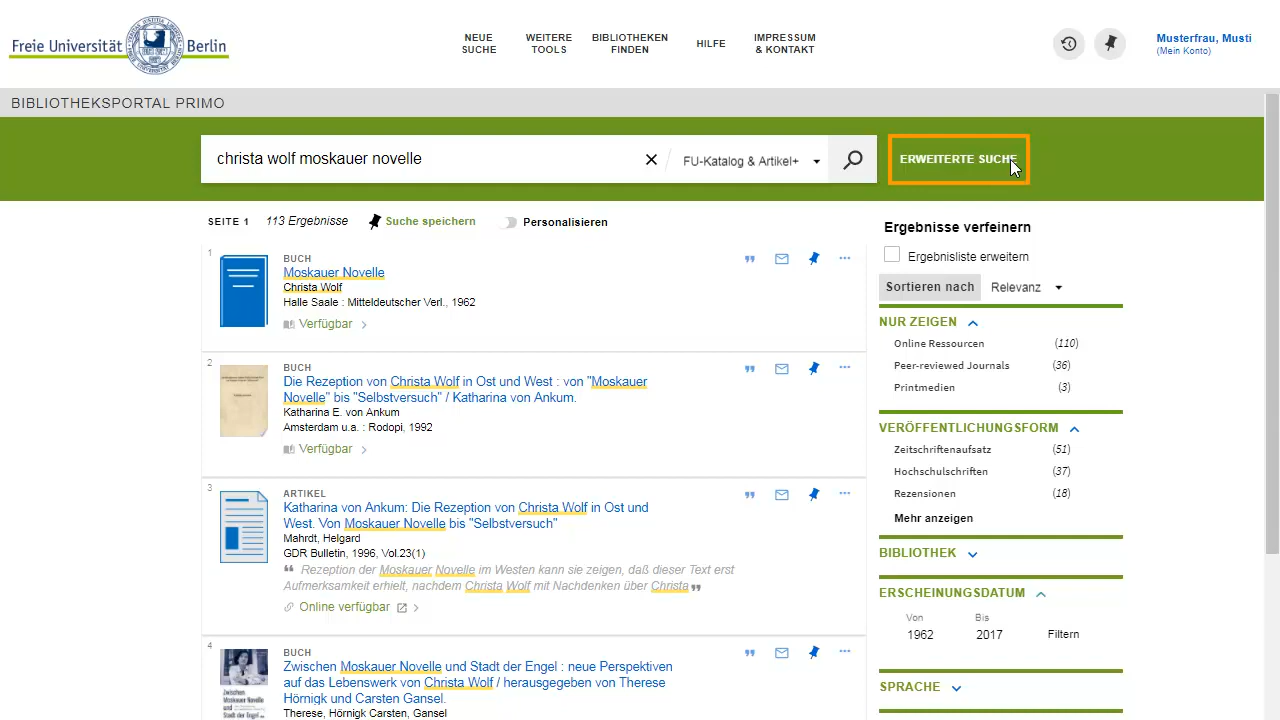 Freie Universität Berlin
NEUE SUCHE
WEITERE TOOLS
BIBLIOTHEKEN FINDEN
HILFE
IMPRESSUM & KONTAKT
Musterfrau, Musti
(Mein Konto)
BIBLIOTHEKSPORTAL PRIMO
christa wolf moskauer novelle
FU-Katalog & Artikel+
ERWEITERTE SUCHE
SEITE 1 113 Ergebnisse Suche speichern Personalisieren
1
BUCH
Moskauer Novelle
Christa Wolf
Halle Saale : Mitteldeutscher Verl., 1962
Verfügbar
2
BUCH
Die Rezeption von Christa Wolf in Ost und West : von "Moskauer
Novelle" bis "Selbstversuch" / Katharina von Ankum.
Katharina E. von Ankum
Amsterdam u.a. : Rodopi, 1992
Verfügbar
3
ARTIKEL
Katharina von Ankum: Die Rezeption von Christa Wolf in Ost und
West. Von Moskauer Novelle bis "Selbstversuch"
Mahrdt, Helgard
GDR Bulletin, 1996, Vol.23(1)
Rezeption der Moskauer Novelle im Westen kann sie zeigen, daß dieser Text erst
Aufmerksamkeit erhielt, nachdem Christa Wolf mit Nachdenken über Christa
Online verfügbar
4
Zwischen
Moskauer Novelle
und
Stadt der Engel
BUCH
Zwischen Moskauer Novelle und Stadt der Engel : neue Perspektiven
auf das Lebenswerk von Christa Wolf / herausgegeben von Therese
Hörnigk und Carsten Gansel.
Therese, Hörnigk Carsten, Gansel
Ergebnisse verfeinern
Ergebnisliste erweitern
Sortieren nach Relevanz
NUR ZEIGEN
Online Ressourcen (110)
Peer-reviewed Journals (36)
Printmedien (3)
VERÖFFENTLICHUNGSFORM
Zeitschriftenaufsatz (51)
Hochschulschriften (37)
Rezensionen (18)
Mehr anzeigen
BIBLIOTHEK
ERSCHEINUNGSDATUM
Von Bis
1962 2017 Filtern
SPRACHE